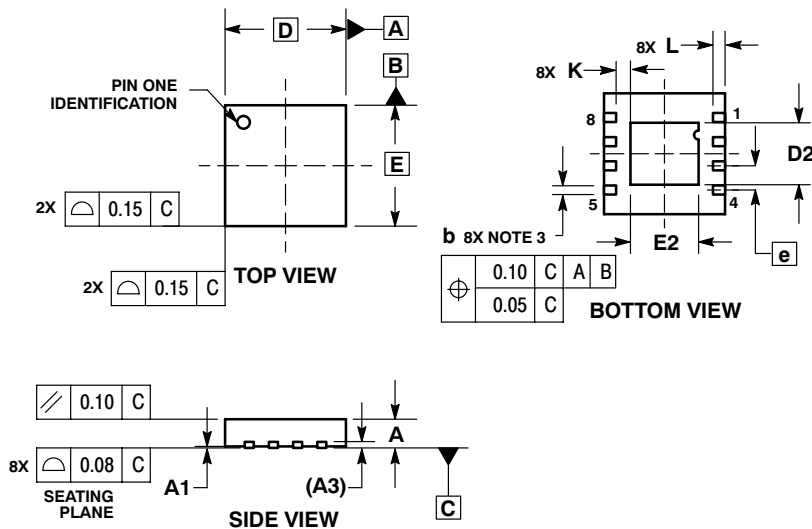 D
A
B
PIN ONE
IDENTIFICATION
E
2X ⌓ 0.15 C
2X ⌓ 0.15 C
TOP VIEW
8X L
8X K
8
1
D2
5
4
e
E2
b 8X NOTE 3
⌖ 0.10 C A B
0.05 C
BOTTOM VIEW
⫽ 0.10 C
A
8X ⌓ 0.08 C
SEATING
PLANE
A1
(A3)
C
SIDE VIEW